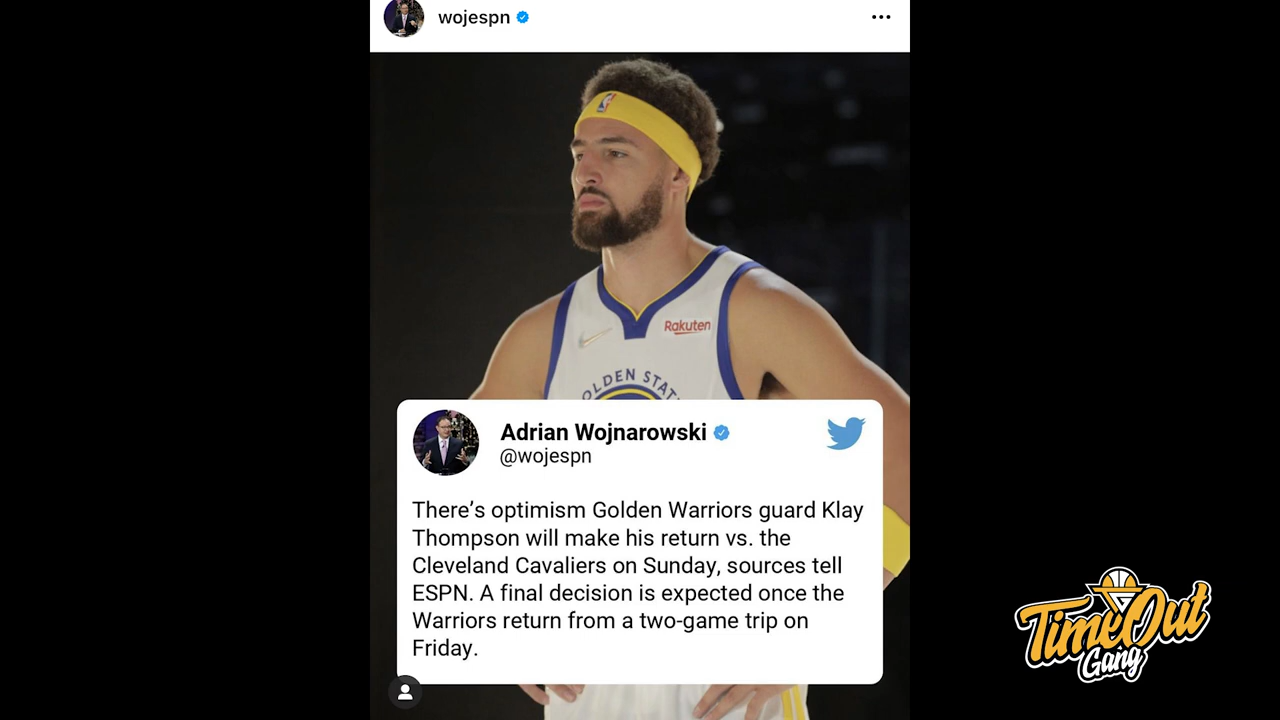 wojespn
Rakuten
OLDEN STAT
Adrian Wojnarowski
@wojespn
There's optimism Golden Warriors guard Klay
Thompson will make his return vs. the
Cleveland Cavaliers on Sunday, sources tell
ESPN. A final decision is expected once the
Warriors return from a two-game trip on
Friday.
TimeOut
Gang